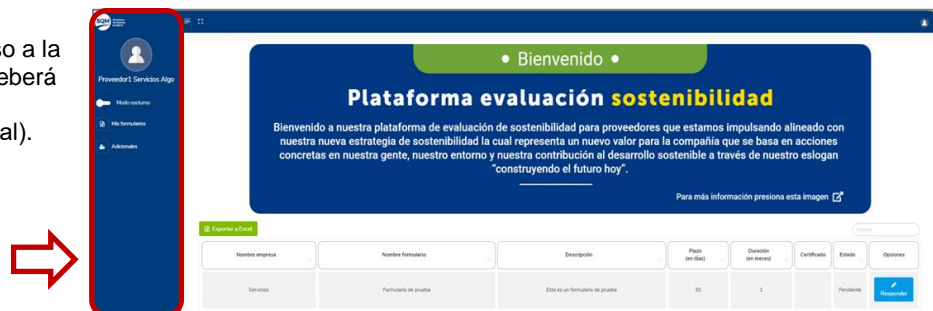 so a la
eberá
al).
SQM
Proveedor1 Servicios Algo
Modo nocturno
Mis formularios
Adicionales
• Bienvenido •
Plataforma evaluación sostenibilidad
Bienvenido a nuestra plataforma de evaluación de sostenibilidad para proveedores que estamos impulsando alineado con
nuestra nueva estrategia de sostenibilidad la cual representa un nuevo valor para la compañía que se basa en acciones
concretas en nuestra gente, nuestro entorno y nuestra contribución al desarrollo sostenible a través de nuestro eslogan
"construyendo el futuro hoy".
Para más información presiona esta imagen
Exportar a Excel
Buscar
Nombre empresa Nombre formulario Descripción Plazo (en días) Duración (en meses) Certificado Estado Opciones
Servicios Formulario de prueba Este es un formulario de prueba 30 1 Pendiente Responder